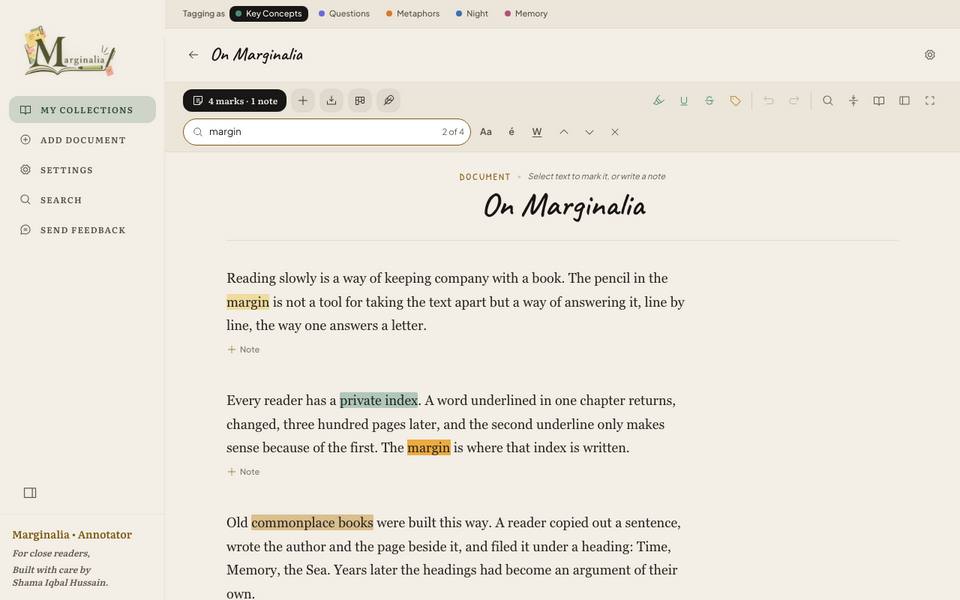 Marginalia
MY COLLECTIONS
ADD DOCUMENT
SETTINGS
SEARCH
SEND FEEDBACK
Marginalia • Annotator
For close readers,
Built with care by
Shama Iqbal Hussain.
Tagging as Key Concepts Questions Metaphors Night Memory
On Marginalia
4 marks · 1 note
margin 2 of 4 Aa é W
DOCUMENT • Select text to mark it, or write a note
On Marginalia
Reading slowly is a way of keeping company with a book. The pencil in the
margin is not a tool for taking the text apart but a way of answering it, line by
line, the way one answers a letter.
+ Note
Every reader has a private index. A word underlined in one chapter returns,
changed, three hundred pages later, and the second underline only makes
sense because of the first. The margin is where that index is written.
+ Note
Old commonplace books were built this way. A reader copied out a sentence,
wrote the author and the page beside it, and filed it under a heading: Time,
Memory, the Sea. Years later the headings had become an argument of their
own.